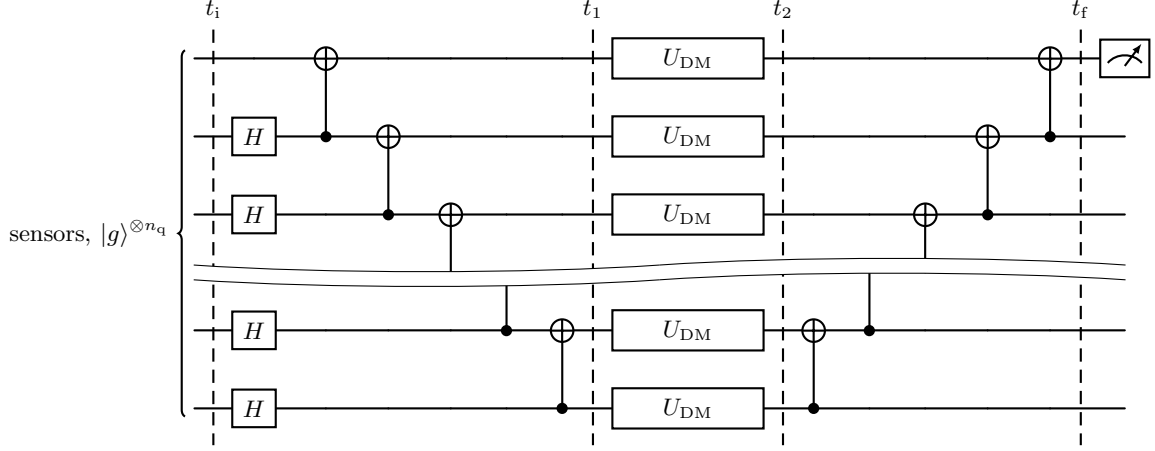 t_i t_1 t_2 t_f
U_DM
H U_DM
H U_DM
sensors, |g⟩^{⊗n_q}
H U_DM
H U_DM